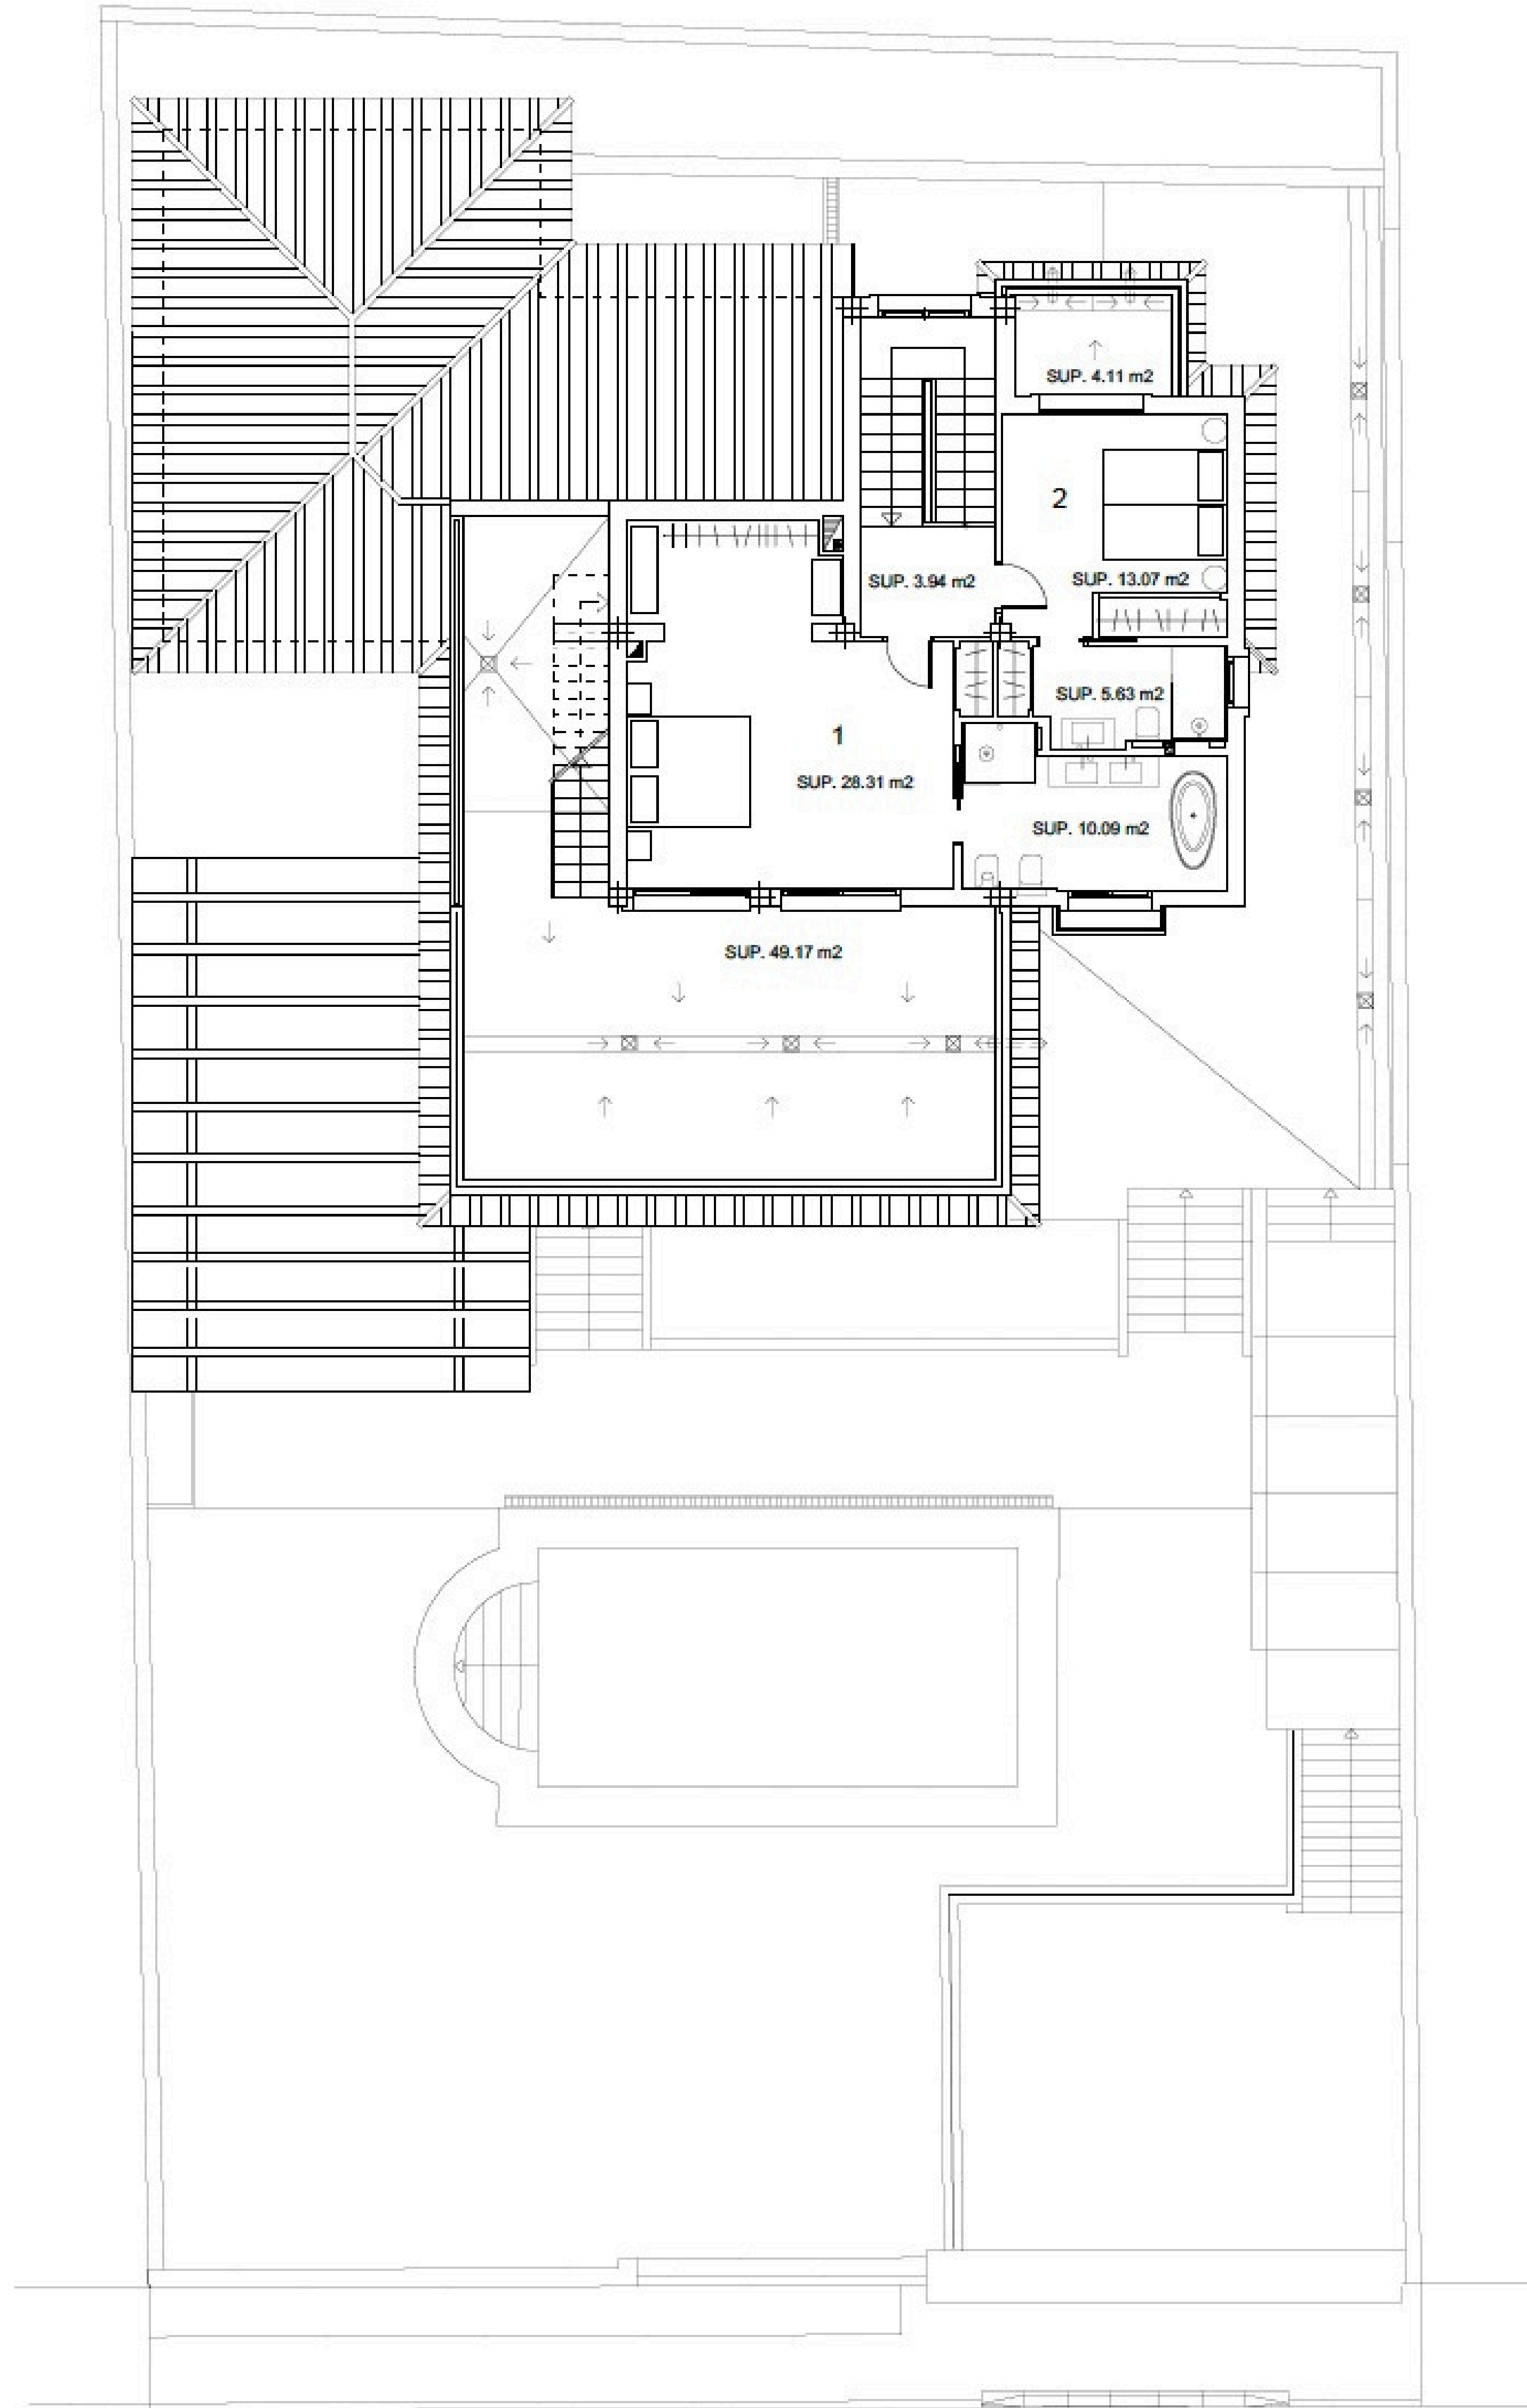 SUP. 4.11 m2
2
SUP. 3.94 m2
SUP. 13.07 m2
SUP. 5.63 m2
1
SUP. 28.31 m2
SUP. 10.09 m2
SUP. 49.17 m2